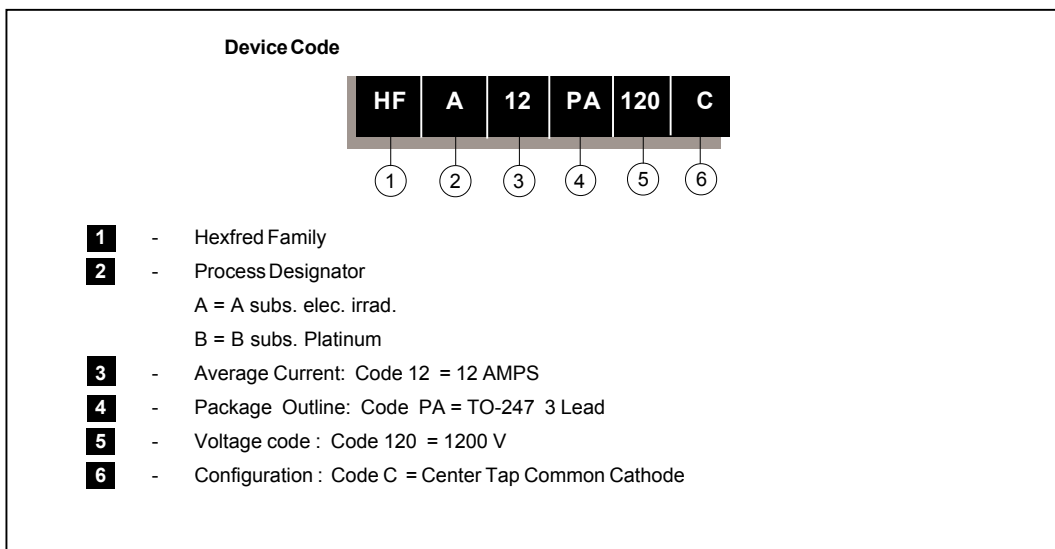 Device Code
HF A 12 PA 120 C
1 2 3 4 5 6
1 - Hexfred Family
2 - Process Designator
A = A subs. elec. irrad.
B = B subs. Platinum
3 - Average Current: Code 12 = 12 AMPS
4 - Package Outline: Code PA = TO-247 3 Lead
5 - Voltage code : Code 120 = 1200 V
6 - Configuration : Code C = Center Tap Common Cathode